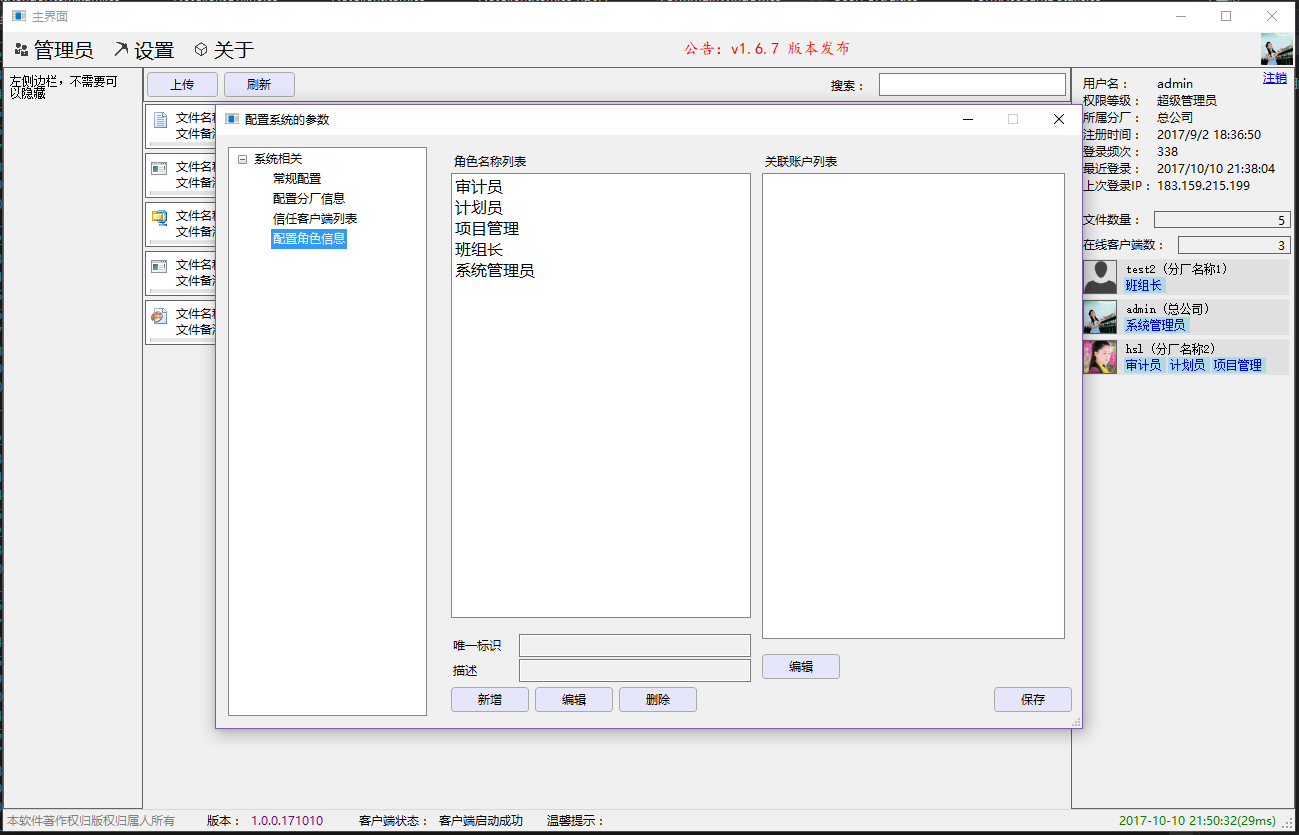 主界面
管理员 设置 关于
公告：v1.6.7 版本发布
左侧边栏，不需要可
以隐藏
上传 刷新 搜索：
文件名称
文件备注
文件名称
文件备注
文件名称
文件备注
文件名称
文件备注
文件名称
文件备注
配置系统的参数
系统相关
常规配置
配置分厂信息
信任客户端列表
配置角色信息
角色名称列表
审计员
计划员
项目管理
班组长
系统管理员
唯一标识
描述
新增 编辑 删除
关联账户列表
编辑
保存
用户名： admin 注销
权限等级： 超级管理员
所属分厂： 总公司
注册时间： 2017/9/2 18:36:50
登录频次： 338
最近登录： 2017/10/10 21:38:04
上次登录IP： 183.159.215.199
文件数量： 5
在线客户端数： 3
test2（分厂名称1）
班组长
admin（总公司）
系统管理员
hsl（分厂名称2）
审计员 计划员 项目管理
本软件著作权归版权归属人所有 版本： 1.0.0.171010 客户端状态： 客户端启动成功 温馨提示： 2017-10-10 21:50:32(29ms)